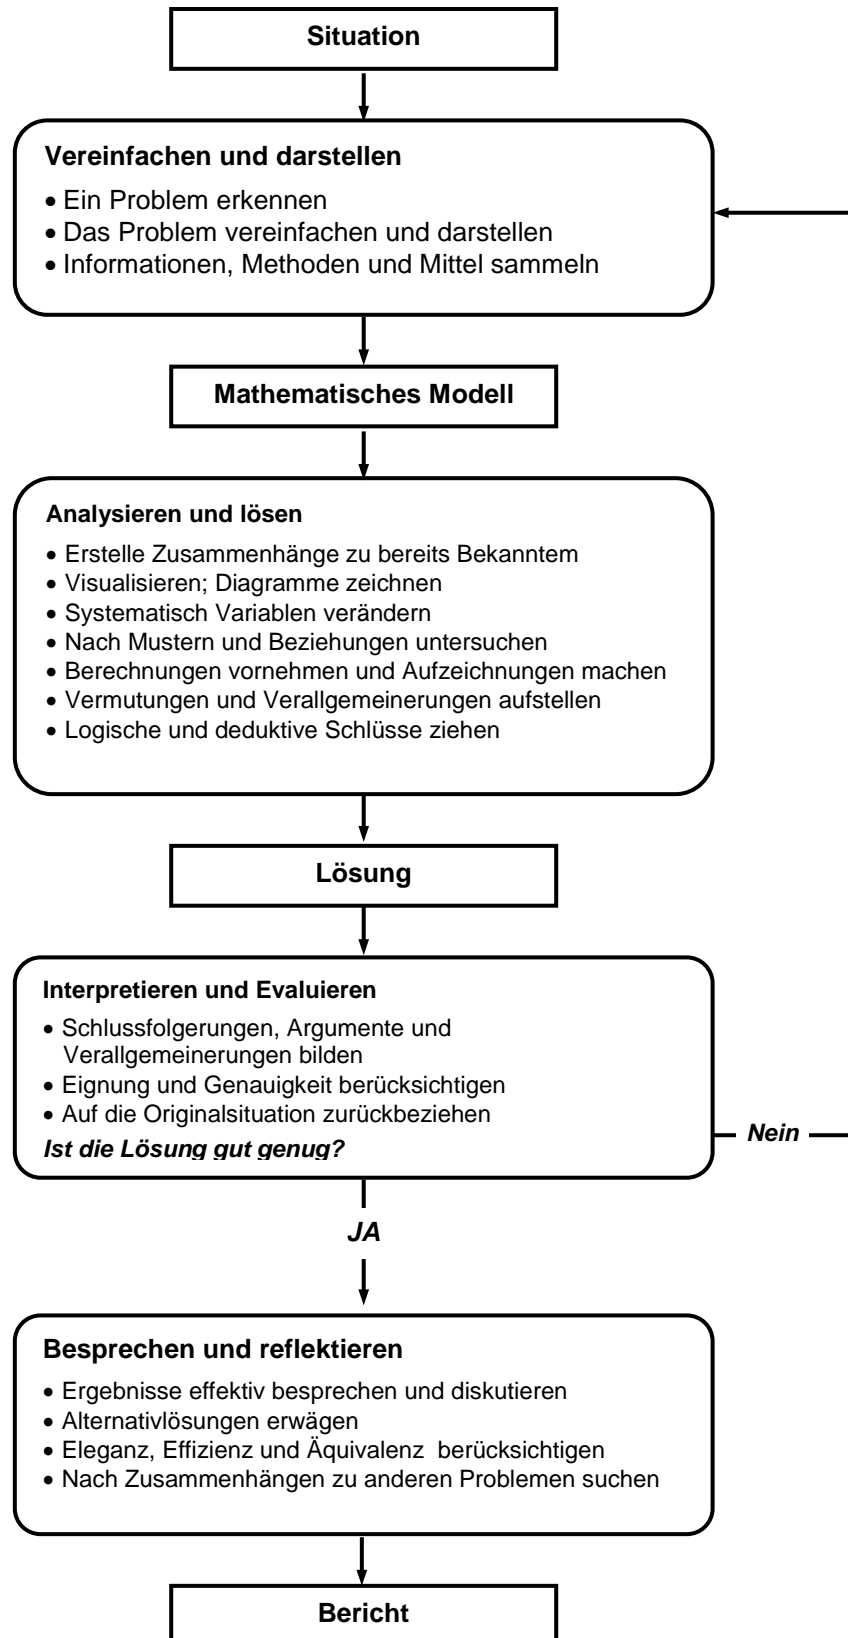 Situation
Vereinfachen und darstellen
• Ein Problem erkennen
• Das Problem vereinfachen und darstellen
• Informationen, Methoden und Mittel sammeln
Mathematisches Modell
Analysieren und lösen
• Erstelle Zusammenhänge zu bereits Bekanntem
• Visualisieren; Diagramme zeichnen
• Systematisch Variablen verändern
• Nach Mustern und Beziehungen untersuchen
• Berechnungen vornehmen und Aufzeichnungen machen
• Vermutungen und Verallgemeinerungen aufstellen
• Logische und deduktive Schlüsse ziehen
Lösung
Interpretieren und Evaluieren
• Schlussfolgerungen, Argumente und
Verallgemeinerungen bilden
• Eignung und Genauigkeit berücksichtigen
• Auf die Originalsituation zurückbeziehen
Ist die Lösung gut genug?
Nein
JA
Besprechen und reflektieren
• Ergebnisse effektiv besprechen und diskutieren
• Alternativlösungen erwägen
• Eleganz, Effizienz und Äquivalenz berücksichtigen
• Nach Zusammenhängen zu anderen Problemen suchen
Bericht